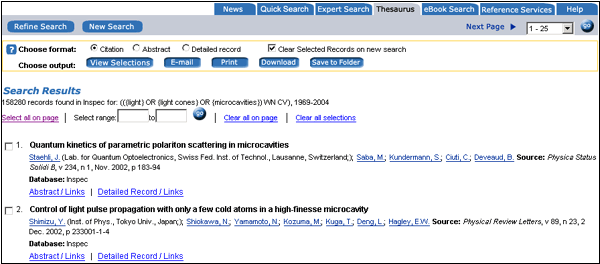 News Quick Search Expert Search Thesaurus eBook Search Reference Services Help
Refine Search New Search Next Page 1 - 25 go
? Choose format: Citation Abstract Detailed record Clear Selected Records on new search
Choose output: View Selections E-mail Print Download Save to Folder
Search Results
158280 records found in Inspec for: (({light} OR {light cones} OR {microcavities}) WN CV), 1969-2004
Select all on page | Select range: to go | Clear all on page | Clear all selections
1. Quantum kinetics of parametric polariton scattering in microcavities
Staehli, J. (Lab. for Quantum Optoelectronics, Swiss Fed. Inst. of Technol., Lausanne, Switzerland,); Saba, M.; Kundermann, S.; Ciuti, C.; Deveaud, B. Source: Physica Status
Solidi B, v 234, n 1, Nov. 2002, p 183-94
Database: Inspec
Abstract / Links | Detailed Record / Links
2. Control of light pulse propagation with only a few cold atoms in a high-finesse microcavity
Shimizu, Y. (Inst. of Phys., Tokyo Univ., Japan;); Shiokawa, N.; Yamamoto, N.; Kozuma, M.; Kuga, T.; Deng, L.; Hagley, E.W. Source: Physical Review Letters, v 89, n 23, 2
Dec. 2002, p 233001-1-4
Database: Inspec
Abstract / Links | Detailed Record / Links